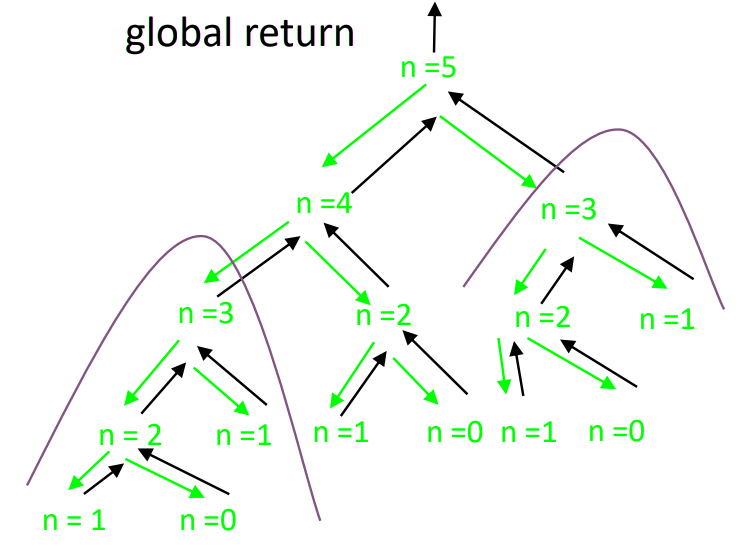 global return
n =5
n =4
n =3
n =3
n =2
n =2
n =1
n = 2
n =1
n =1
n =0
n =1
n =0
n = 1
n =0